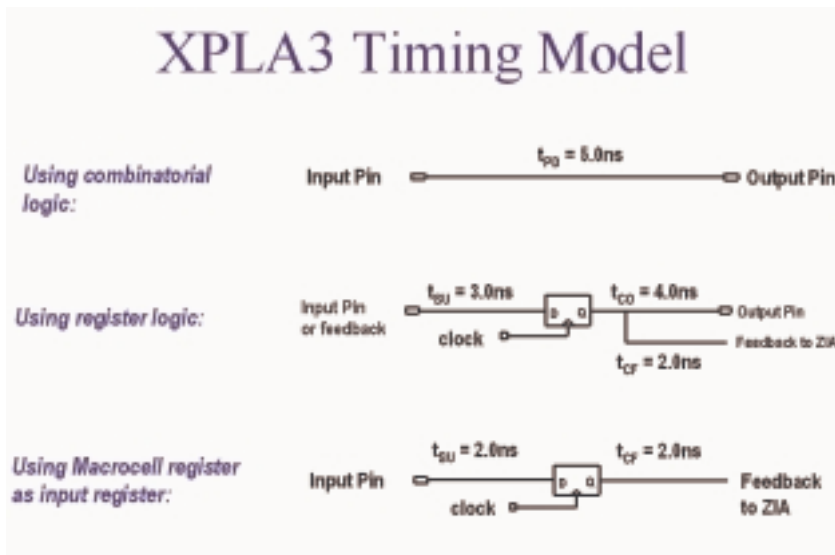 XPLA3 Timing Model
Using combinatorial
logic:
Input Pin
tPD = 5.0ns
Output Pin
Using register logic:
Input Pin
or feedback
tSU = 3.0ns
D Q
clock
tCO = 4.0ns
Output Pin
Feedback to ZIA
tCF = 2.0ns
Using Macrocell register
as input register:
Input Pin
tSU = 2.0ns
D Q
clock
tCF = 2.0ns
Feedback
to ZIA